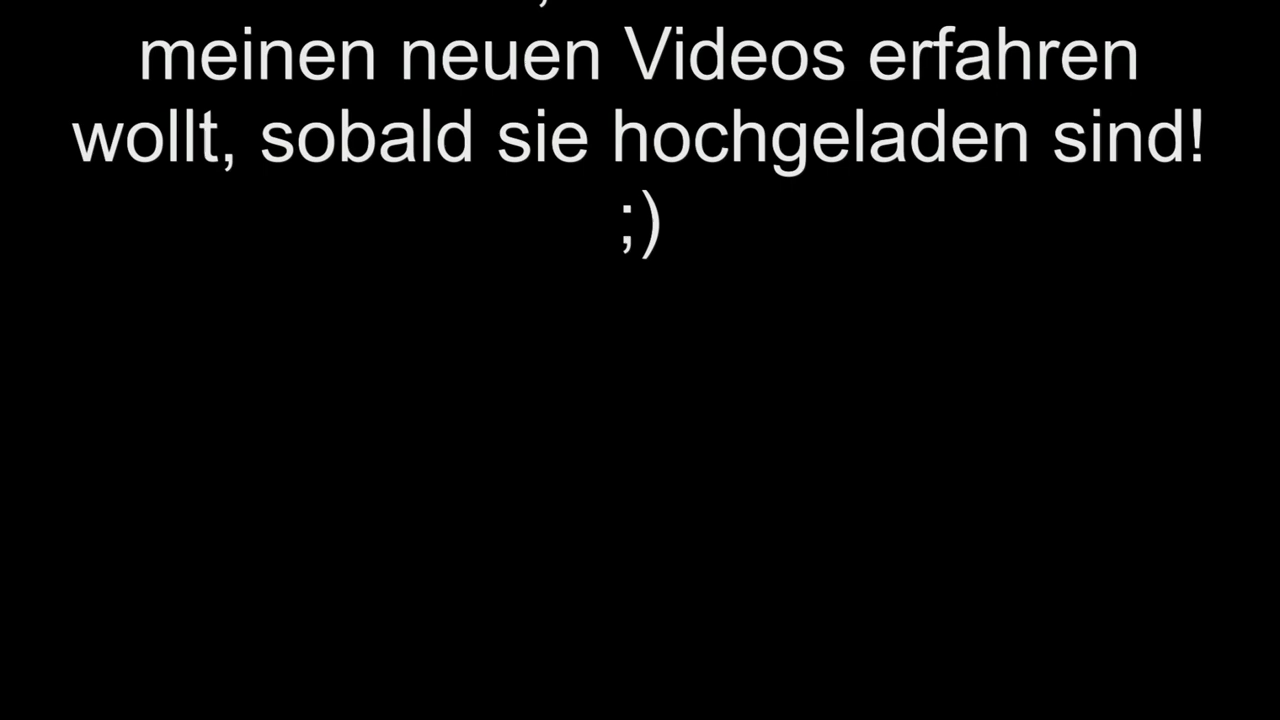 meinen neuen Videos erfahren
wollt, sobald sie hochgeladen sind!
;)